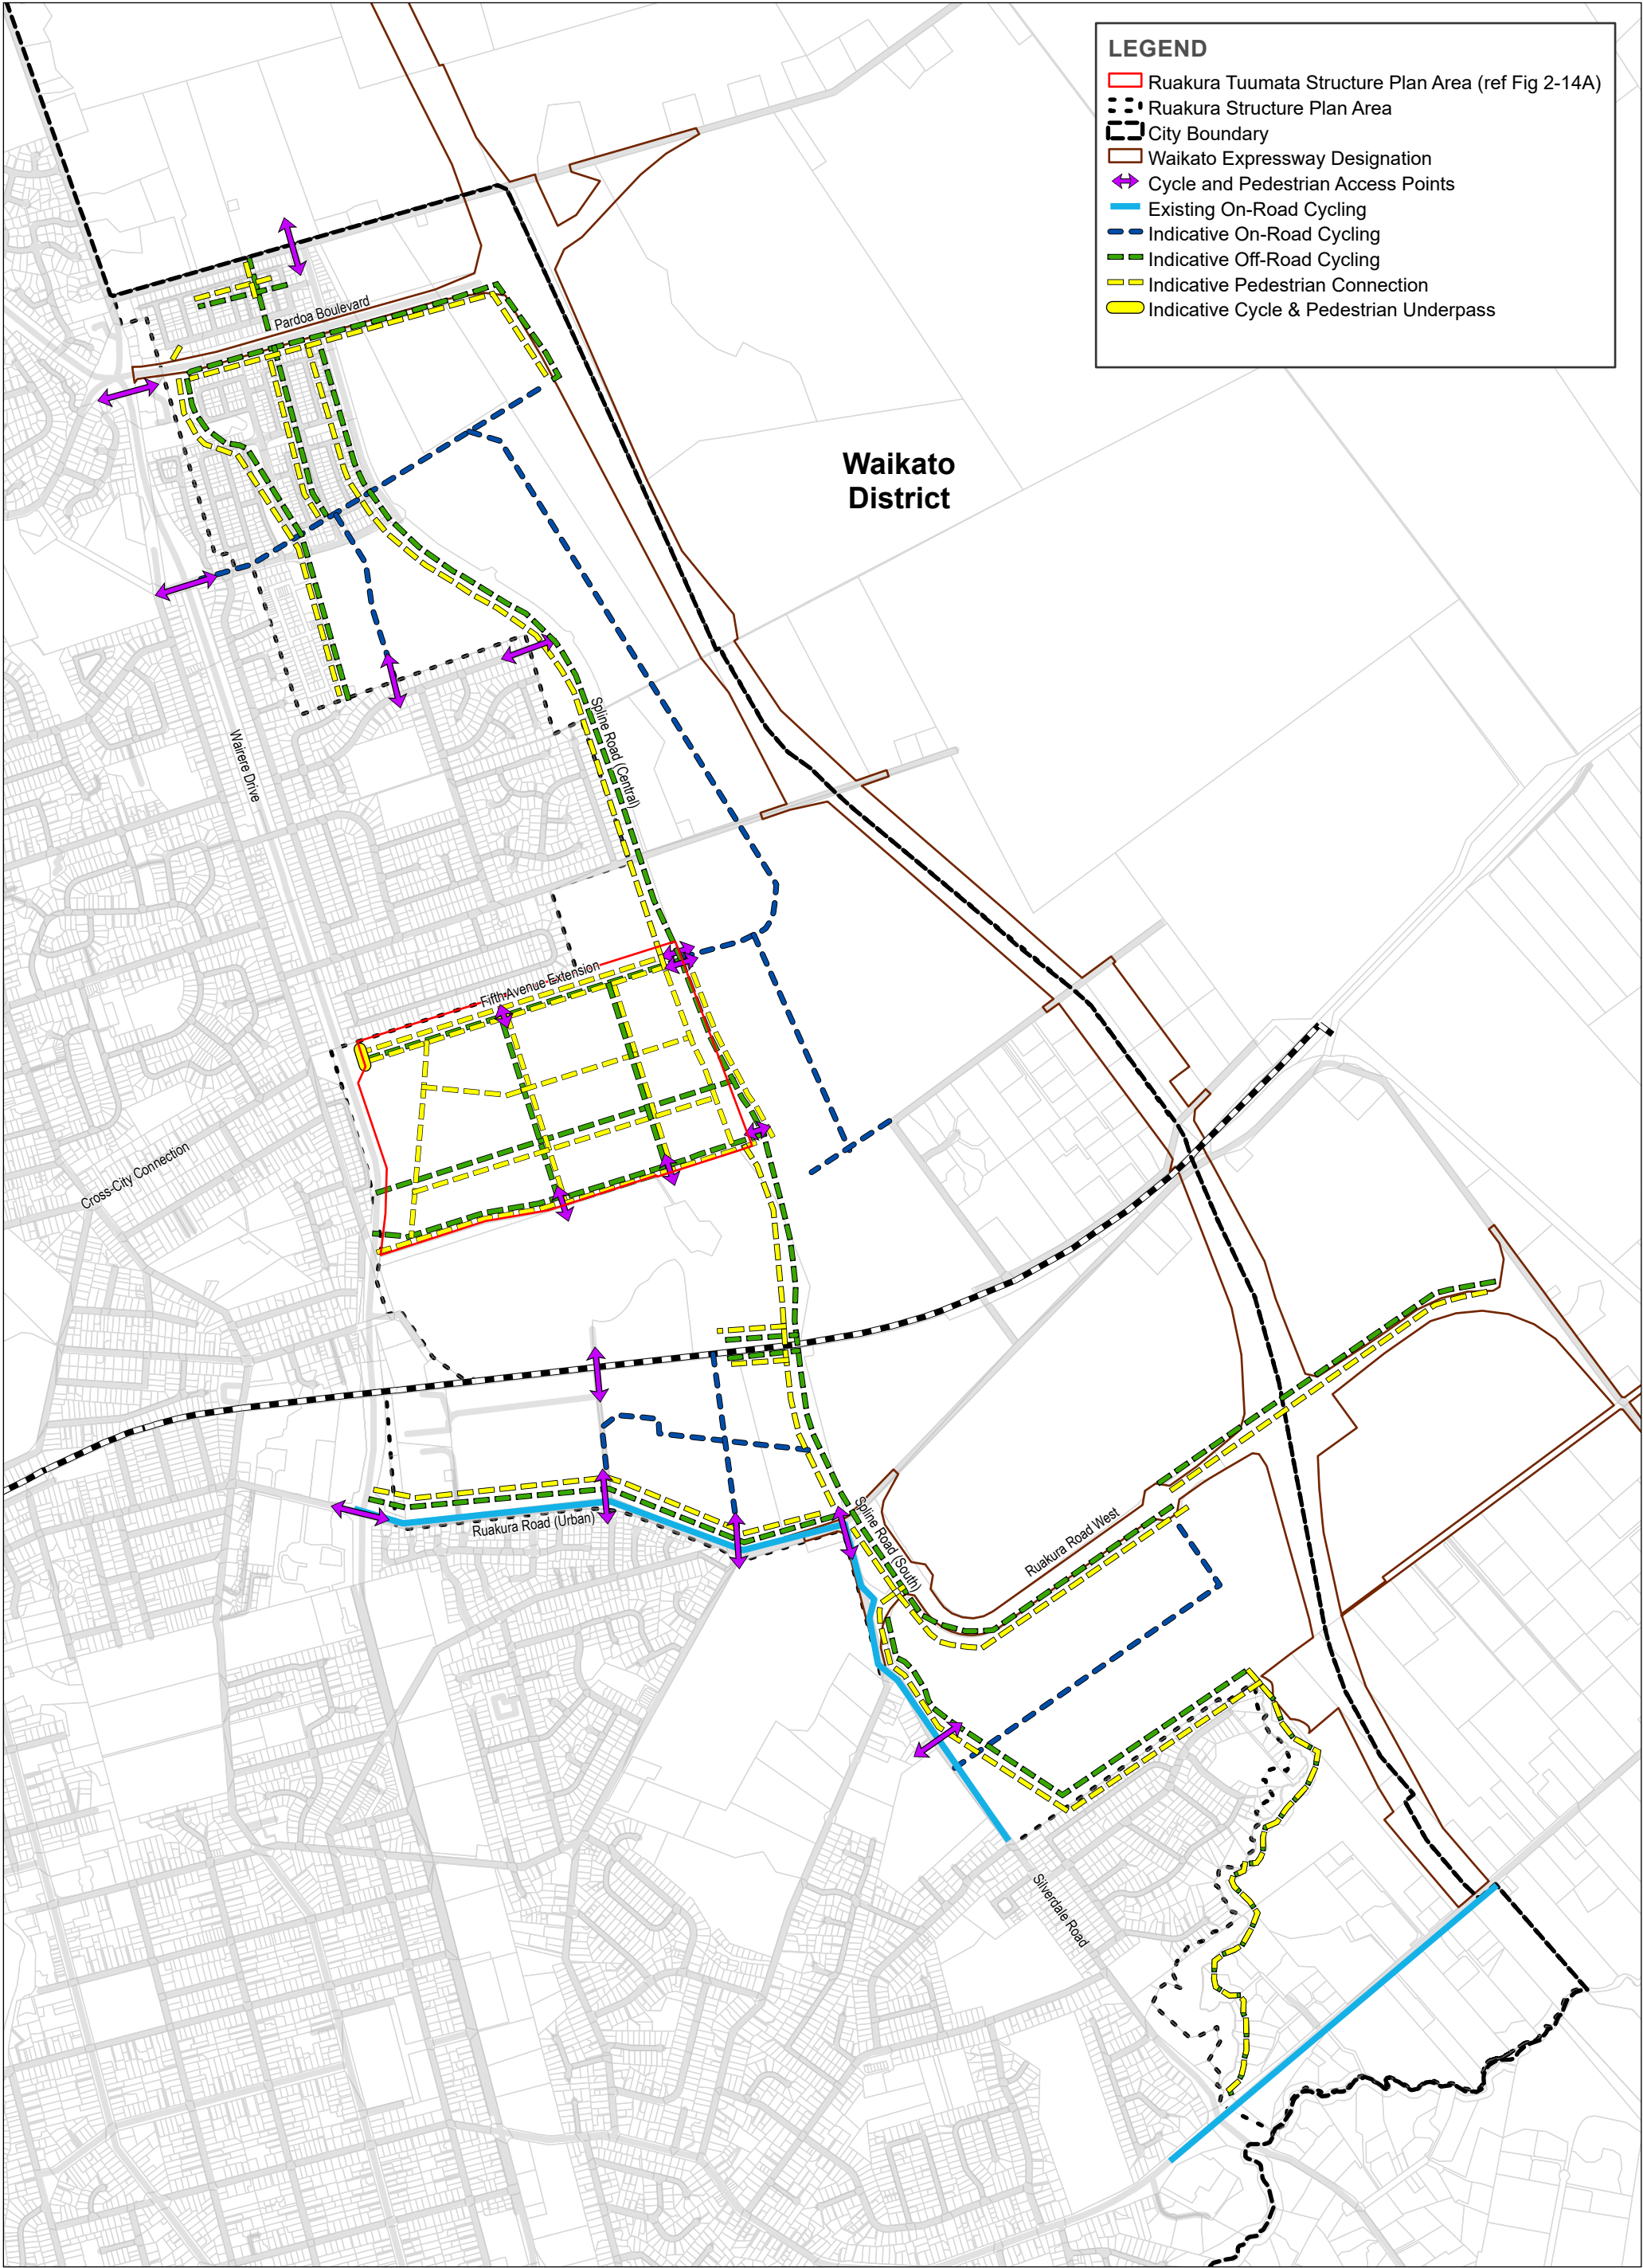 LEGEND
Ruakura Tuumata Structure Plan Area (ref Fig 2-14A)
Ruakura Structure Plan Area
City Boundary
Waikato Expressway Designation
Cycle and Pedestrian Access Points
Existing On-Road Cycling
Indicative On-Road Cycling
Indicative Off-Road Cycling
Indicative Pedestrian Connection
Indicative Cycle & Pedestrian Underpass
Pardoa Boulevard
Waikato
District
Spline Road (Central)
Wairere Drive
Fifth Avenue Extension
Cross-City Connection
Ruakura Road (Urban)
Spline Road (South)
Ruakura Road West
Silverdale Road